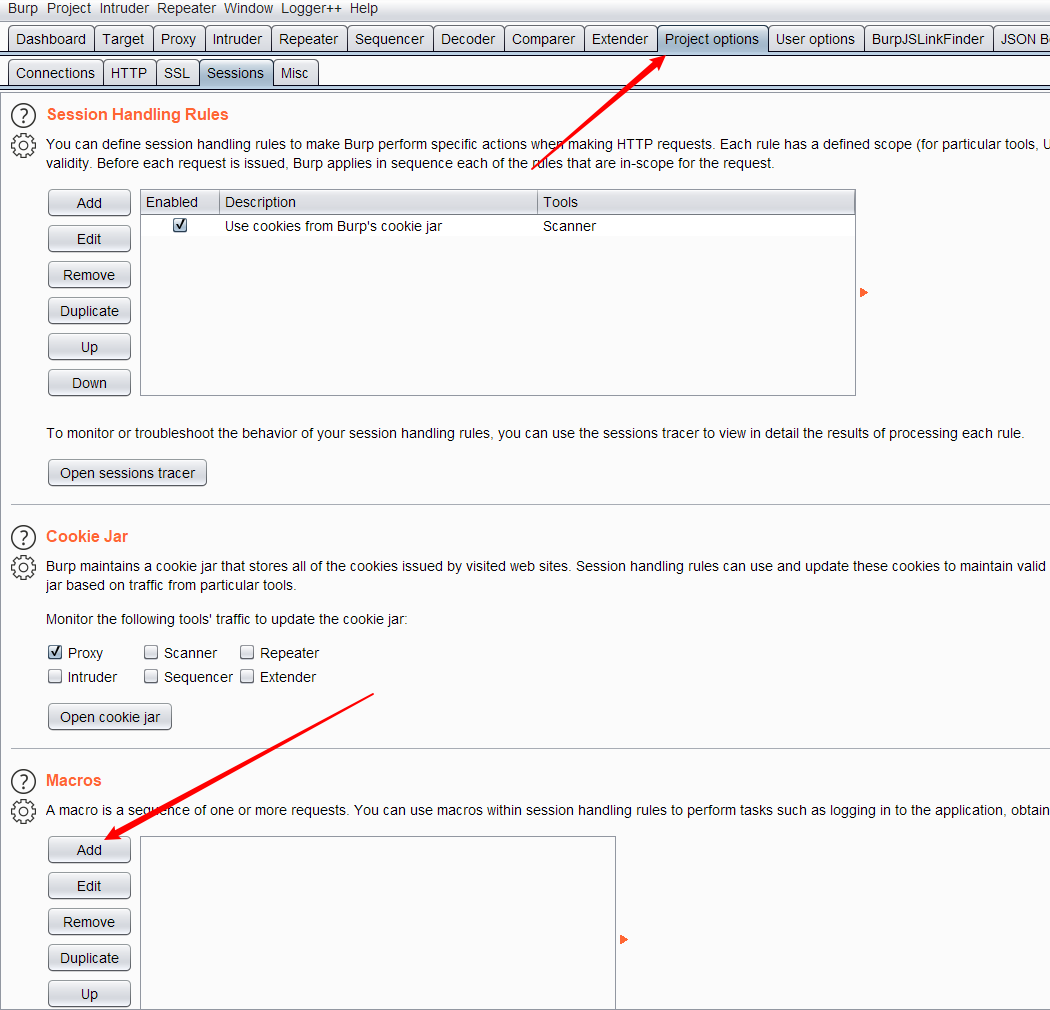 Burp Project Intruder Repeater Window Logger++ Help
Dashboard Target Proxy Intruder Repeater Sequencer Decoder Comparer Extender Project options User options BurpJSLinkFinder JSON B
Connections HTTP SSL Sessions Misc
? Session Handling Rules
You can define session handling rules to make Burp perform specific actions when making HTTP requests. Each rule has a defined scope (for particular tools, U
validity. Before each request is issued, Burp applies in sequence each of the rules that are in-scope for the request.
Add
Edit
Remove
Duplicate
Up
Down
Enabled Description Tools
Use cookies from Burp's cookie jar Scanner
To monitor or troubleshoot the behavior of your session handling rules, you can use the sessions tracer to view in detail the results of processing each rule.
Open sessions tracer
? Cookie Jar
Burp maintains a cookie jar that stores all of the cookies issued by visited web sites. Session handling rules can use and update these cookies to maintain valid
jar based on traffic from particular tools.
Monitor the following tools' traffic to update the cookie jar:
Proxy Scanner Repeater
Intruder Sequencer Extender
Open cookie jar
? Macros
A macro is a sequence of one or more requests. You can use macros within session handling rules to perform tasks such as logging in to the application, obtain
Add
Edit
Remove
Duplicate
Up